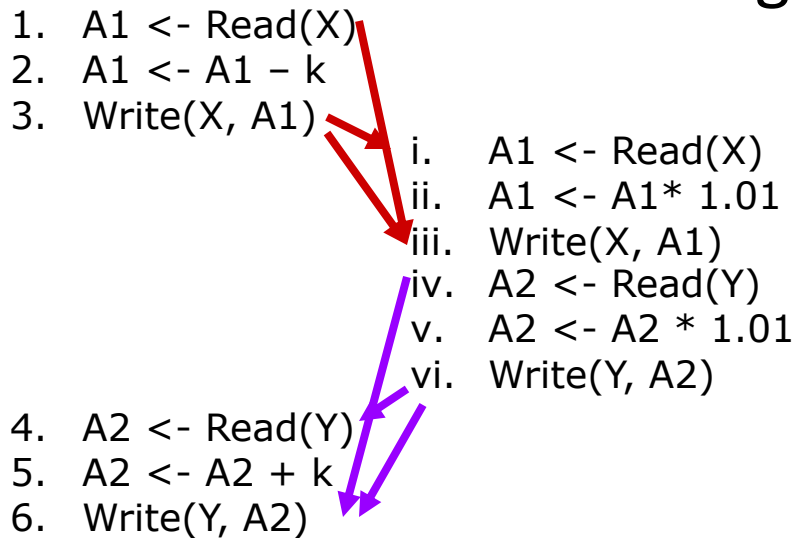 1. A1 <- Read(X)
2. A1 <- A1 – k
3. Write(X, A1)
i. A1 <- Read(X)
ii. A1 <- A1* 1.01
iii. Write(X, A1)
iv. A2 <- Read(Y)
v. A2 <- A2 * 1.01
vi. Write(Y, A2)
4. A2 <- Read(Y)
5. A2 <- A2 + k
6. Write(Y, A2)